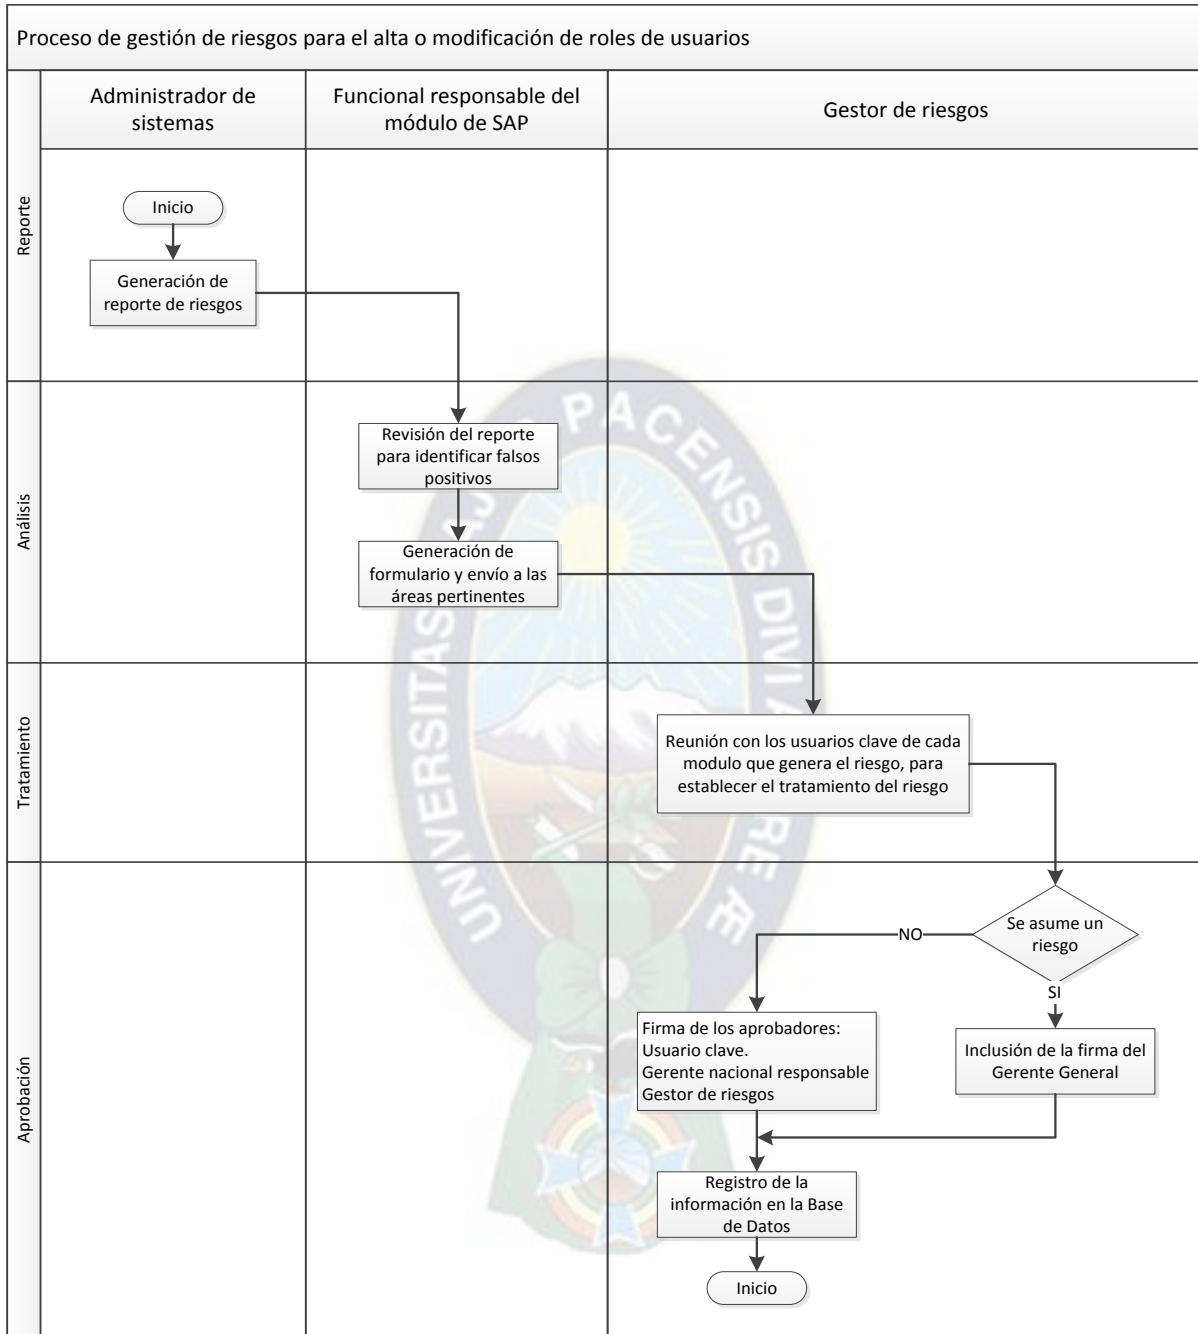 Proceso de gestión de riesgos para el alta o modificación de roles de usuarios
Administrador de
sistemas
Funcional responsable del
módulo de SAP
Gestor de riesgos
Reporte
Inicio
Generación de
reporte de riesgos
Análisis
Revisión del reporte
para identificar falsos
positivos
Generación de
formulario y envío a las
áreas pertinentes
Tratamiento
Reunión con los usuarios clave de cada
modulo que genera el riesgo, para
establecer el tratamiento del riesgo
Aprobación
Se asume un
riesgo
NO
SI
Firma de los aprobadores:
Usuario clave.
Gerente nacional responsable
Gestor de riesgos
Inclusión de la firma del
Gerente General
Registro de la
información en la Base
de Datos
Inicio
UNIVERSITAS PACENSIS DIVI